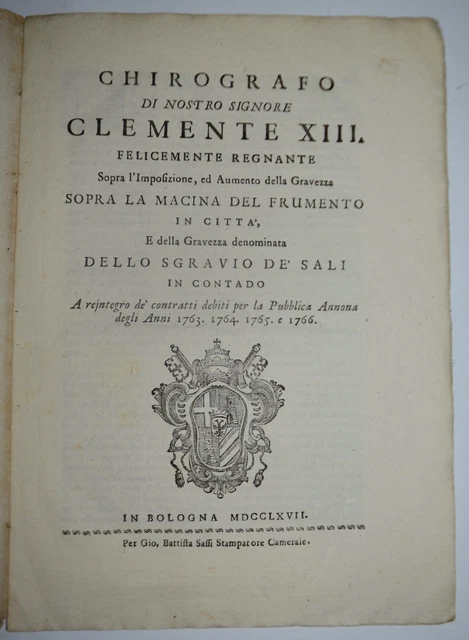 CHIROGRAFO
DI NOSTRO SIGNORE
CLEMENTE XIII.
FELICEMENTE REGNANTE
Sopra l'Imposizione, ed Aumento della Gravezza
SOPRA LA MACINA DEL FRUMENTO
IN CITTA',
E della Gravezza denominata
DELLO SGRAVIO DE' SALI
IN CONTADO
A rejntegro de' contratti debiti per la Pubblica Annona
degli Anni 1763. 1764. 1765. e 1766.
IN BOLOGNA MDCCLXVII.
Per Gio, Battista Sassi Stampatore Camerale.